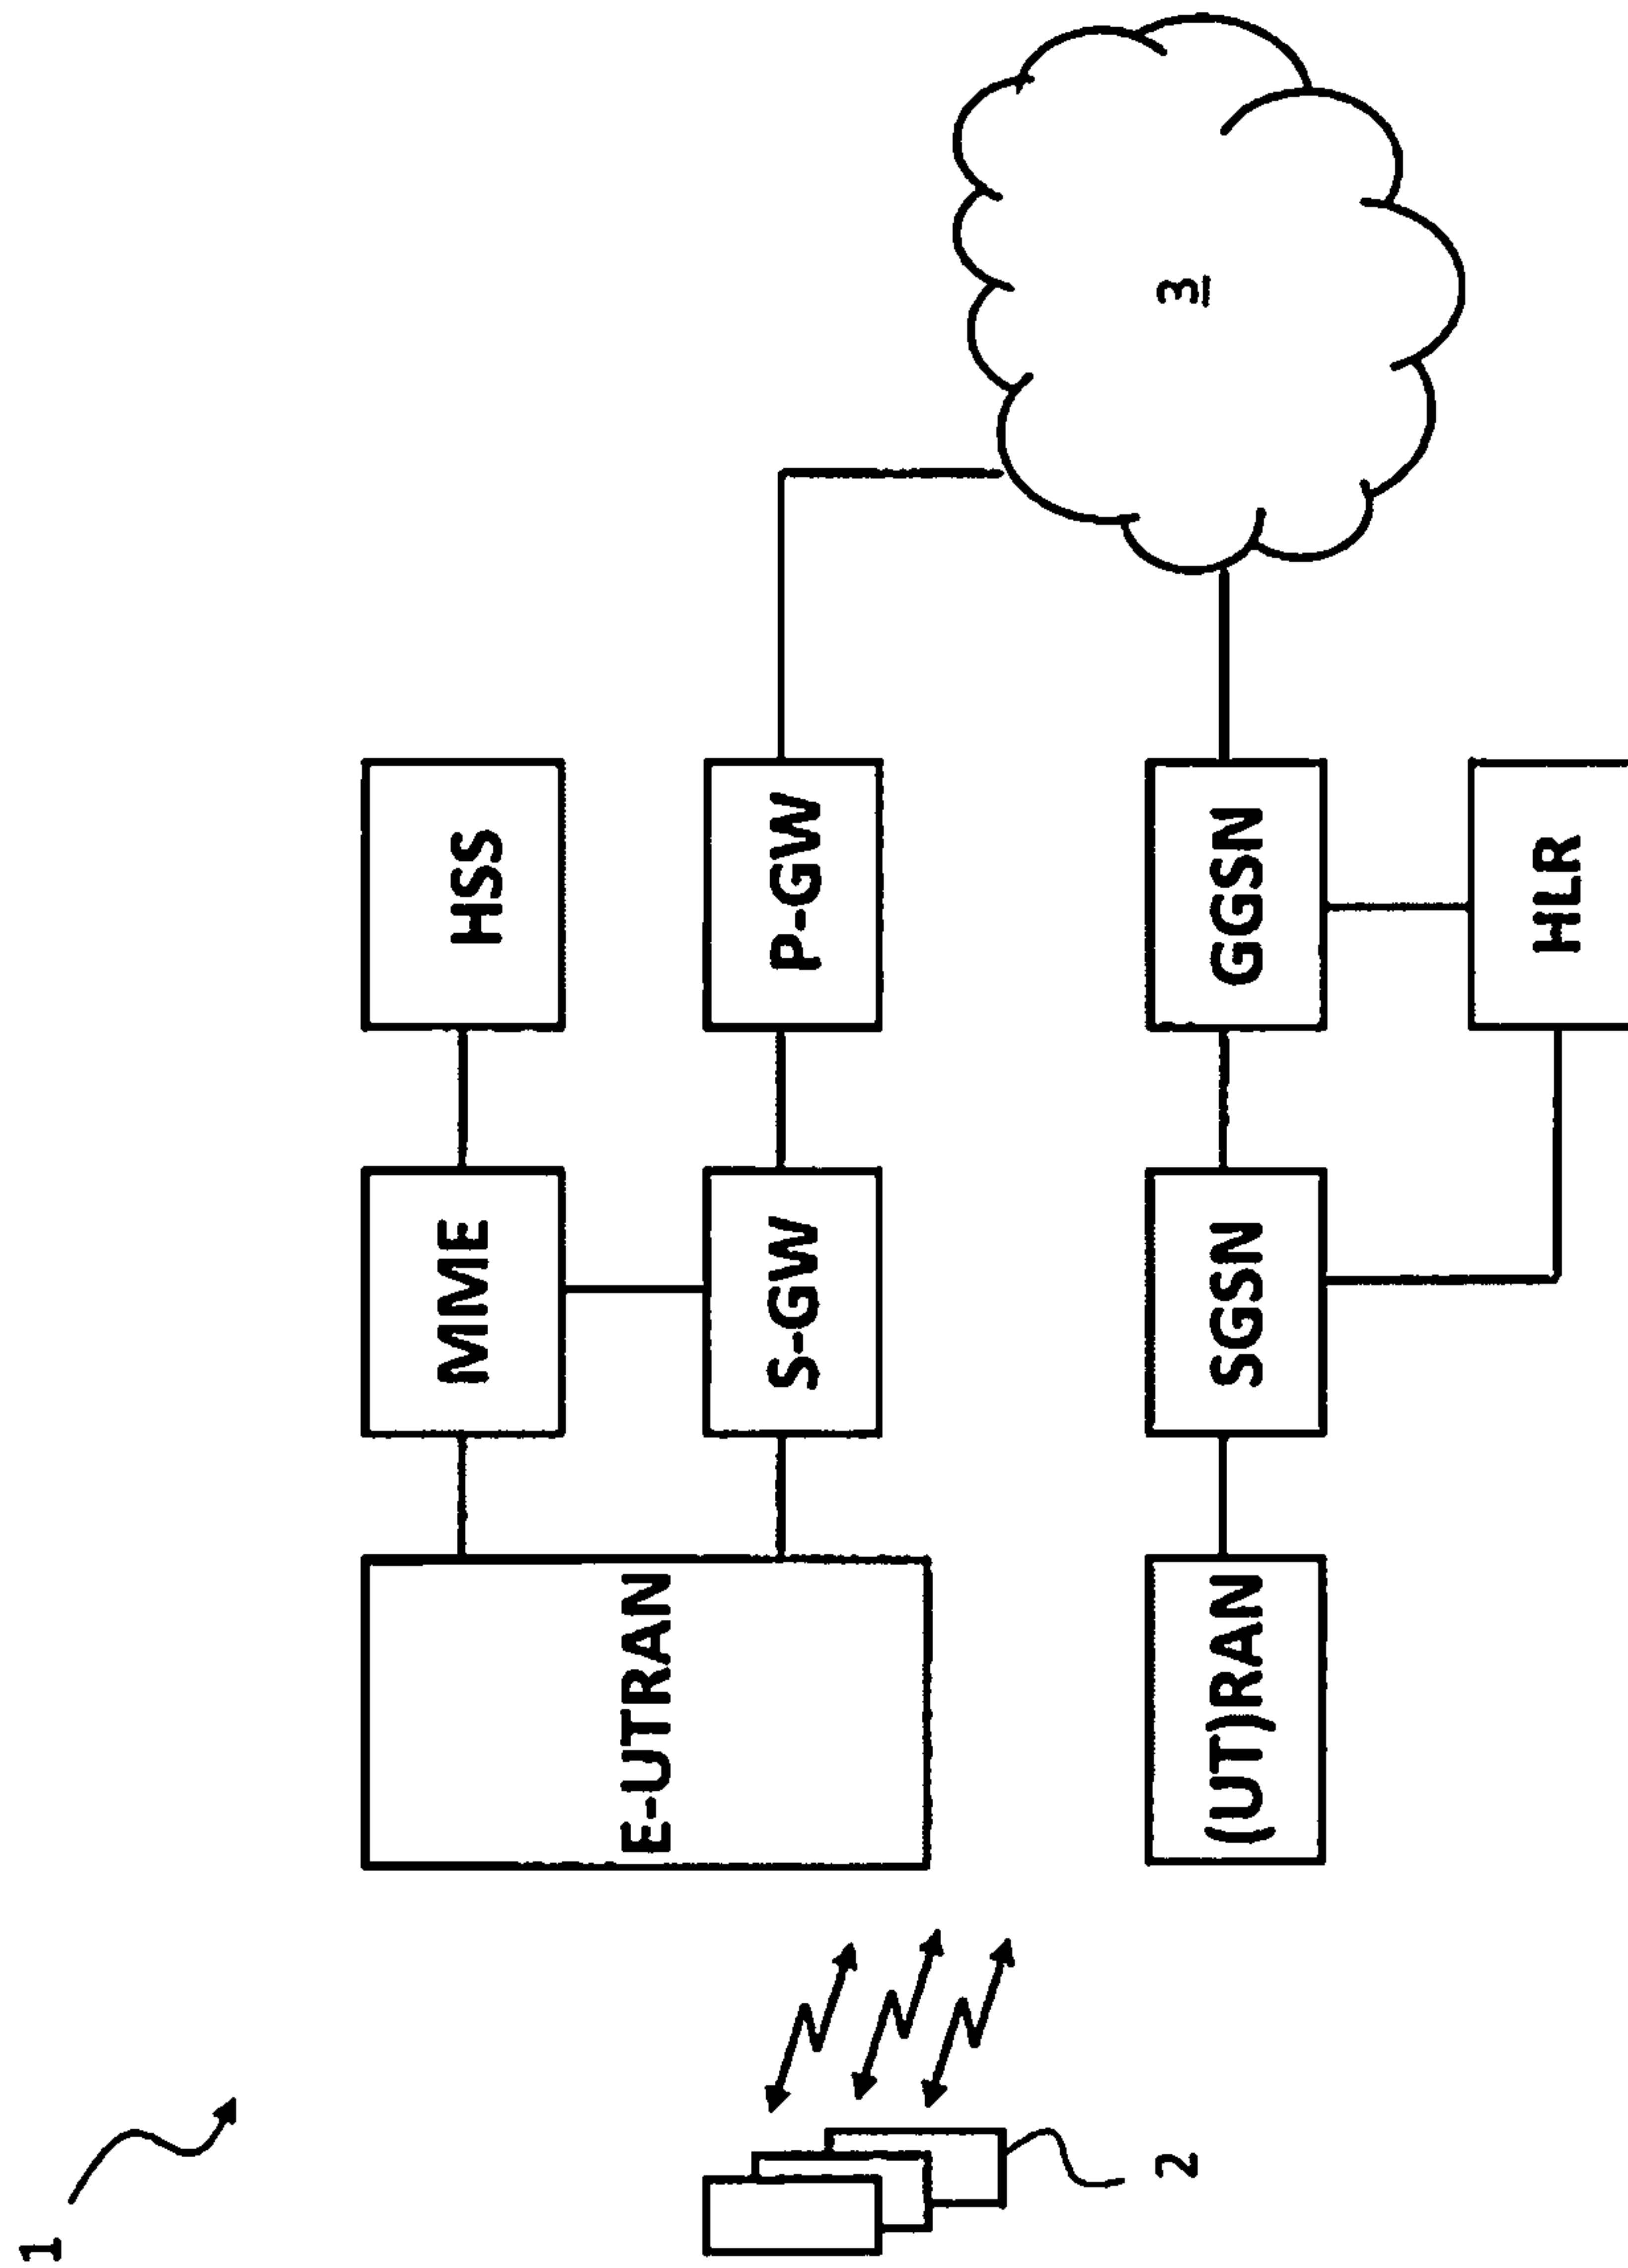 1
E-UTRAN
MME
HSS
S-GW
P-GW
3
2
(UT)RAN
SGSN
GGSN
HLR